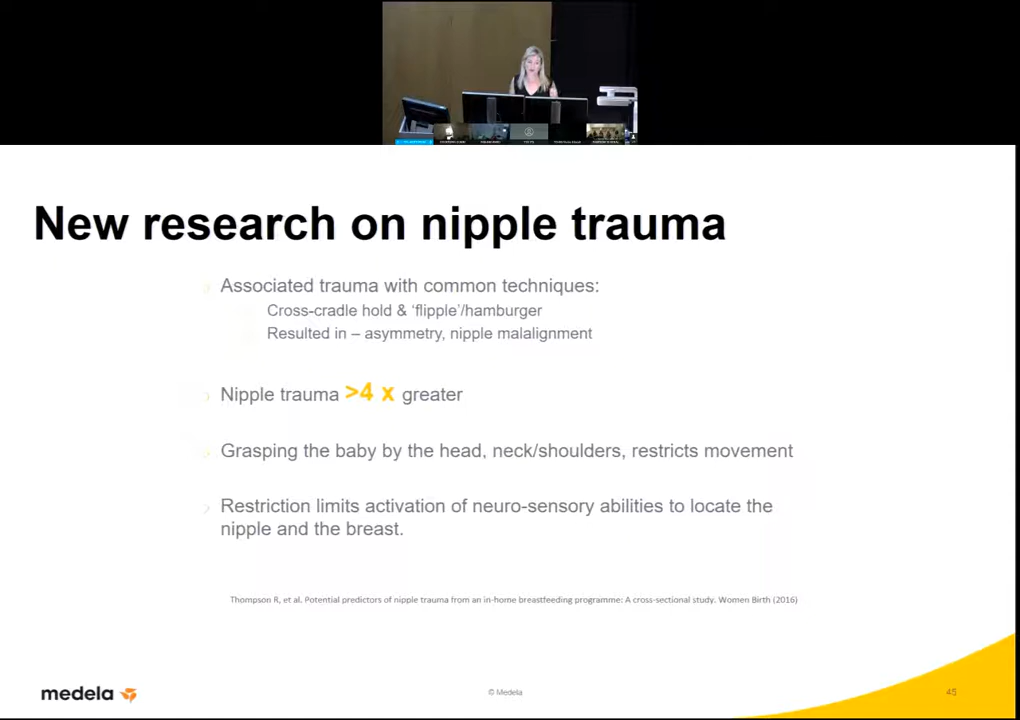 New research on nipple trauma
Associated trauma with common techniques:
Cross-cradle hold & ‘flipple’/hamburger
Resulted in – asymmetry, nipple malalignment
Nipple trauma >4 x greater
Grasping the baby by the head, neck/shoulders, restricts movement
Restriction limits activation of neuro-sensory abilities to locate the
nipple and the breast.
Thompson R, et al. Potential predictors of nipple trauma from an in-home breastfeeding programme: A cross-sectional study. Women Birth (2016)
medela
© Medela
45